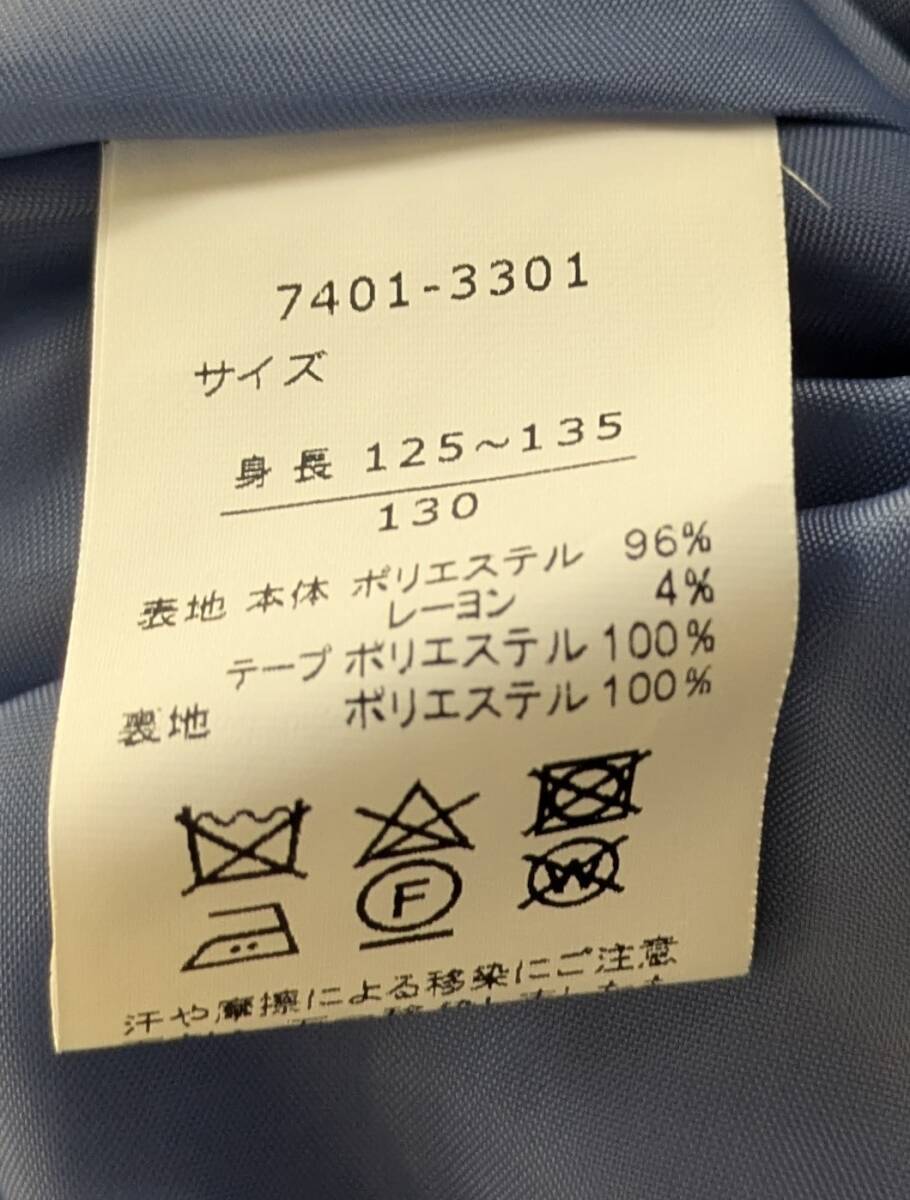 7401-3301
サイズ
身長 125~135
130
表地 本体 ポリエステル 96%
レーヨン 4%
テープ ポリエステル 100%
裏地 ポリエステル 100%
F
W
汗や摩擦による移染にご注意